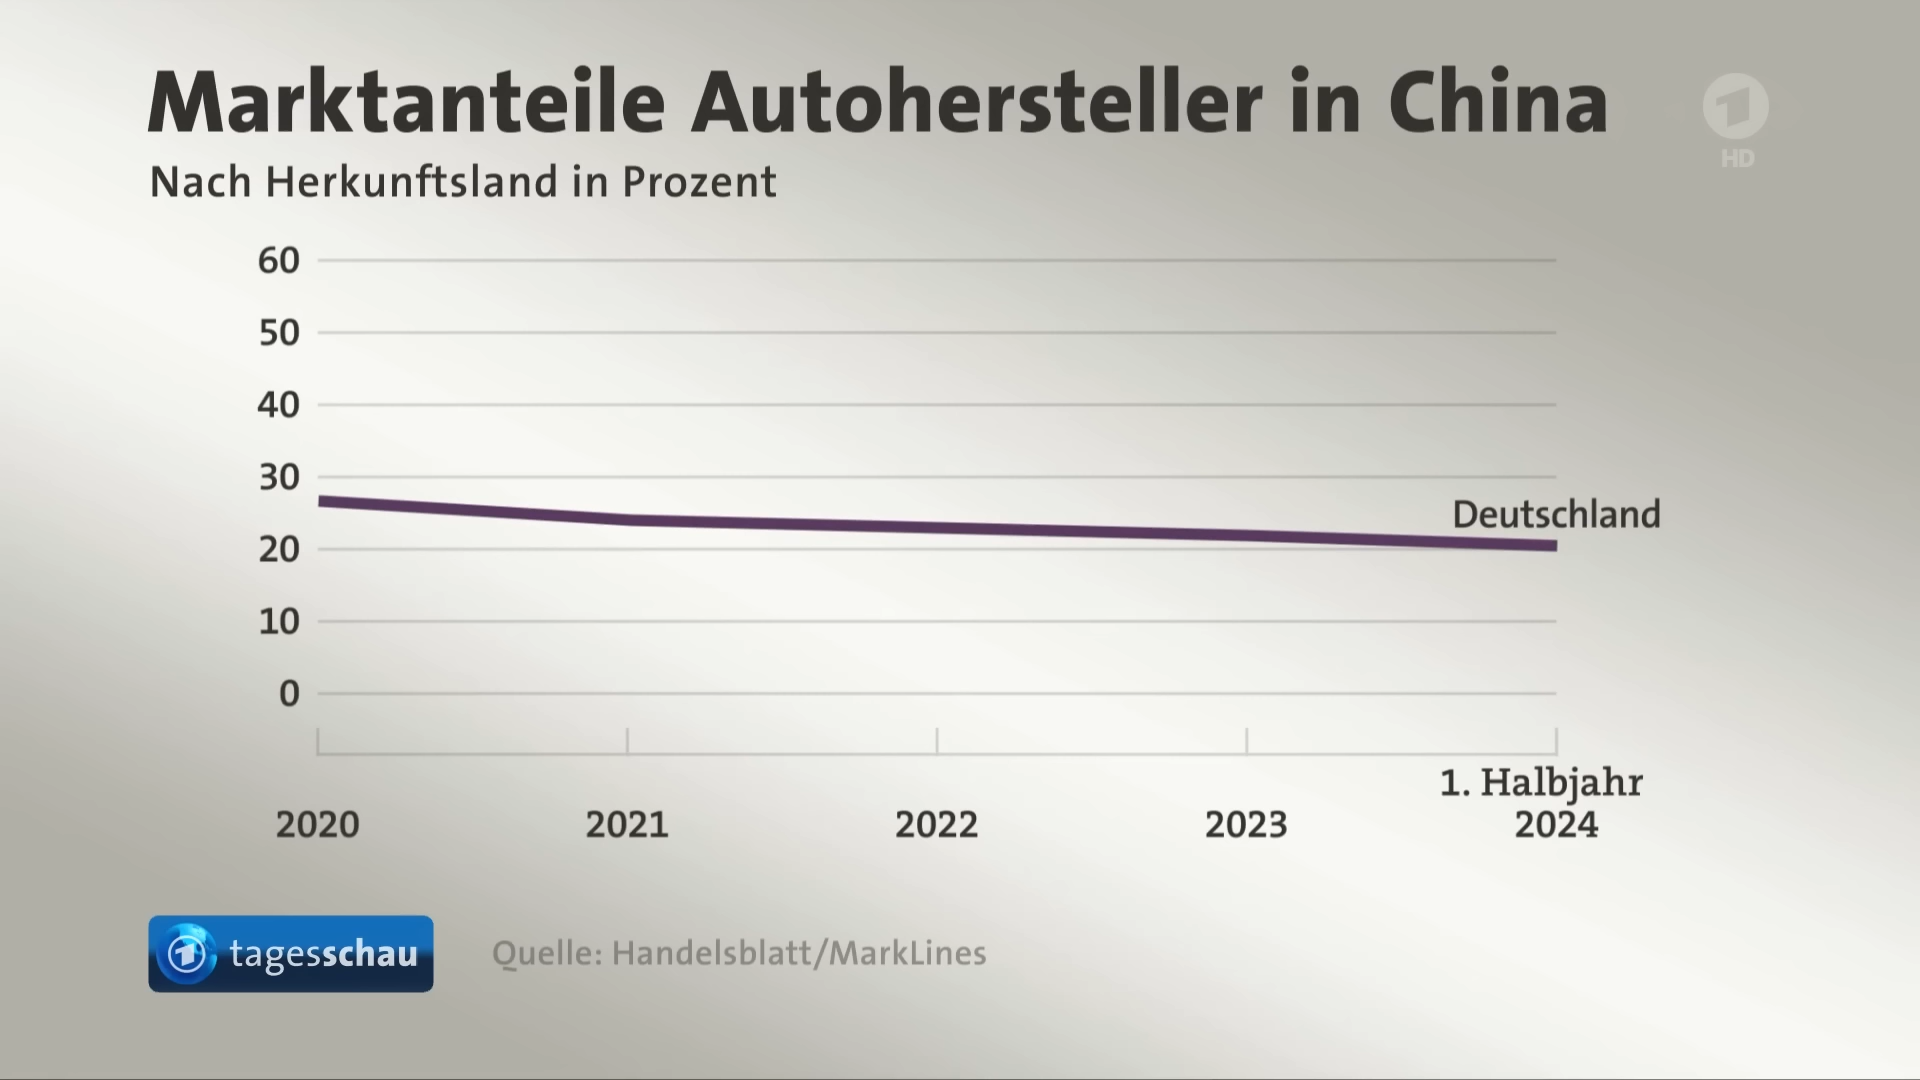 Marktanteile Autohersteller in China
Nach Herkunftsland in Prozent
HD
60
50
40
30
20
10
0
Deutschland
1. Halbjahr
2020 2021 2022 2023 2024
tagesschau
Quelle: Handelsblatt/MarkLines